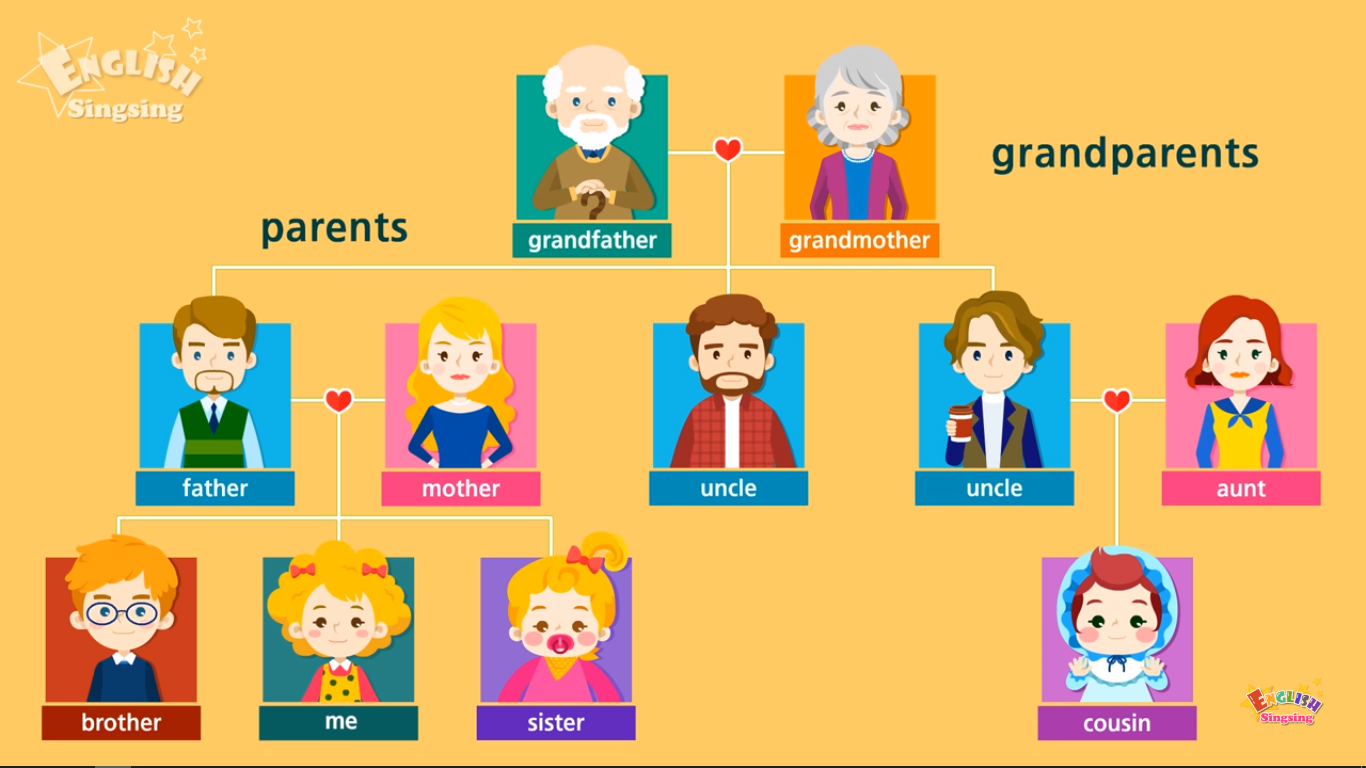 ENGLISH
Singsing
grandparents
parents
grandfather
grandmother
father
mother
uncle
uncle
aunt
brother
me
sister
cousin
ENGLISH
Singsing